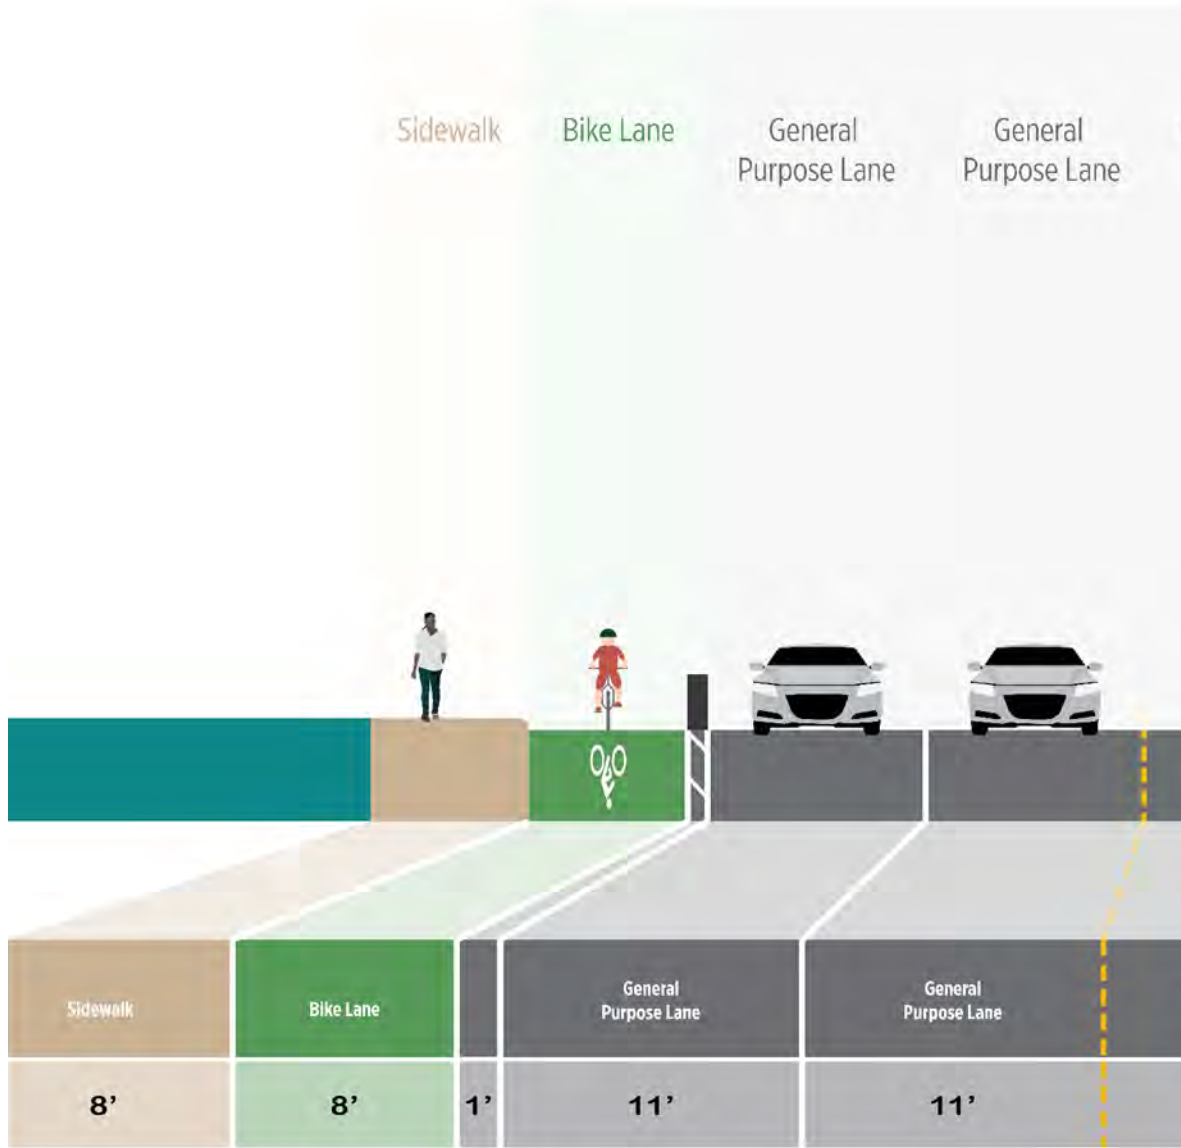 Sidewalk
Bike Lane
General
Purpose Lane
General
Purpose Lane
Sidewalk
Bike Lane
General
Purpose Lane
General
Purpose Lane
8’
8’
1’
11’
11’